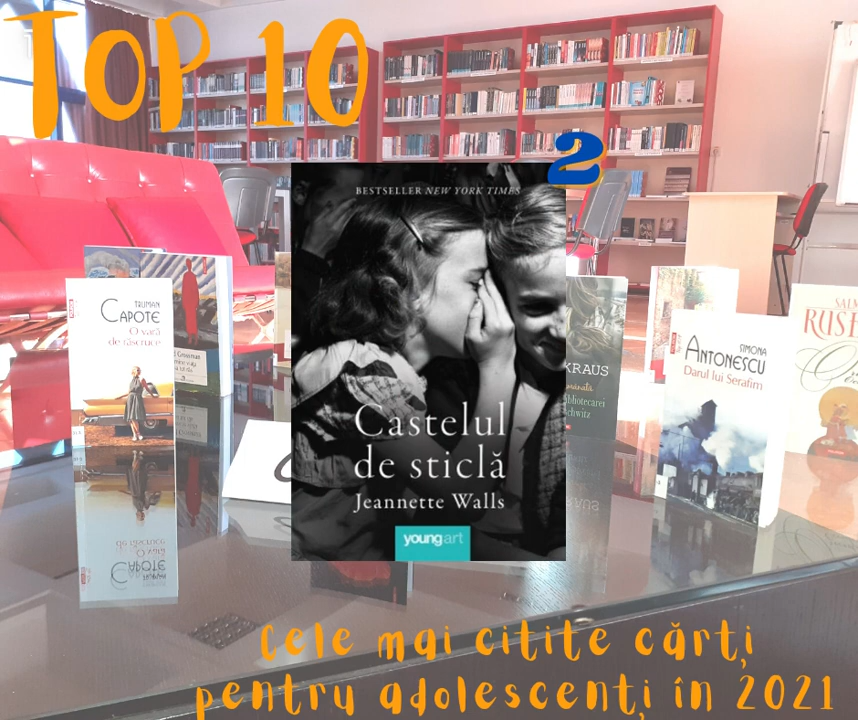 TOP 10
2
BESTSELLER NEW YORK TIMES
Castelul
de sticlă
Jeannette Walls
youngart
TRUMAN
CAPOTE
O vară
de răscruce
Grossman
KRAUS
SIMONA
ANTONESCU
Darul lui Serafim
Cele mai citite cărți
pentru adolescenți în 2021